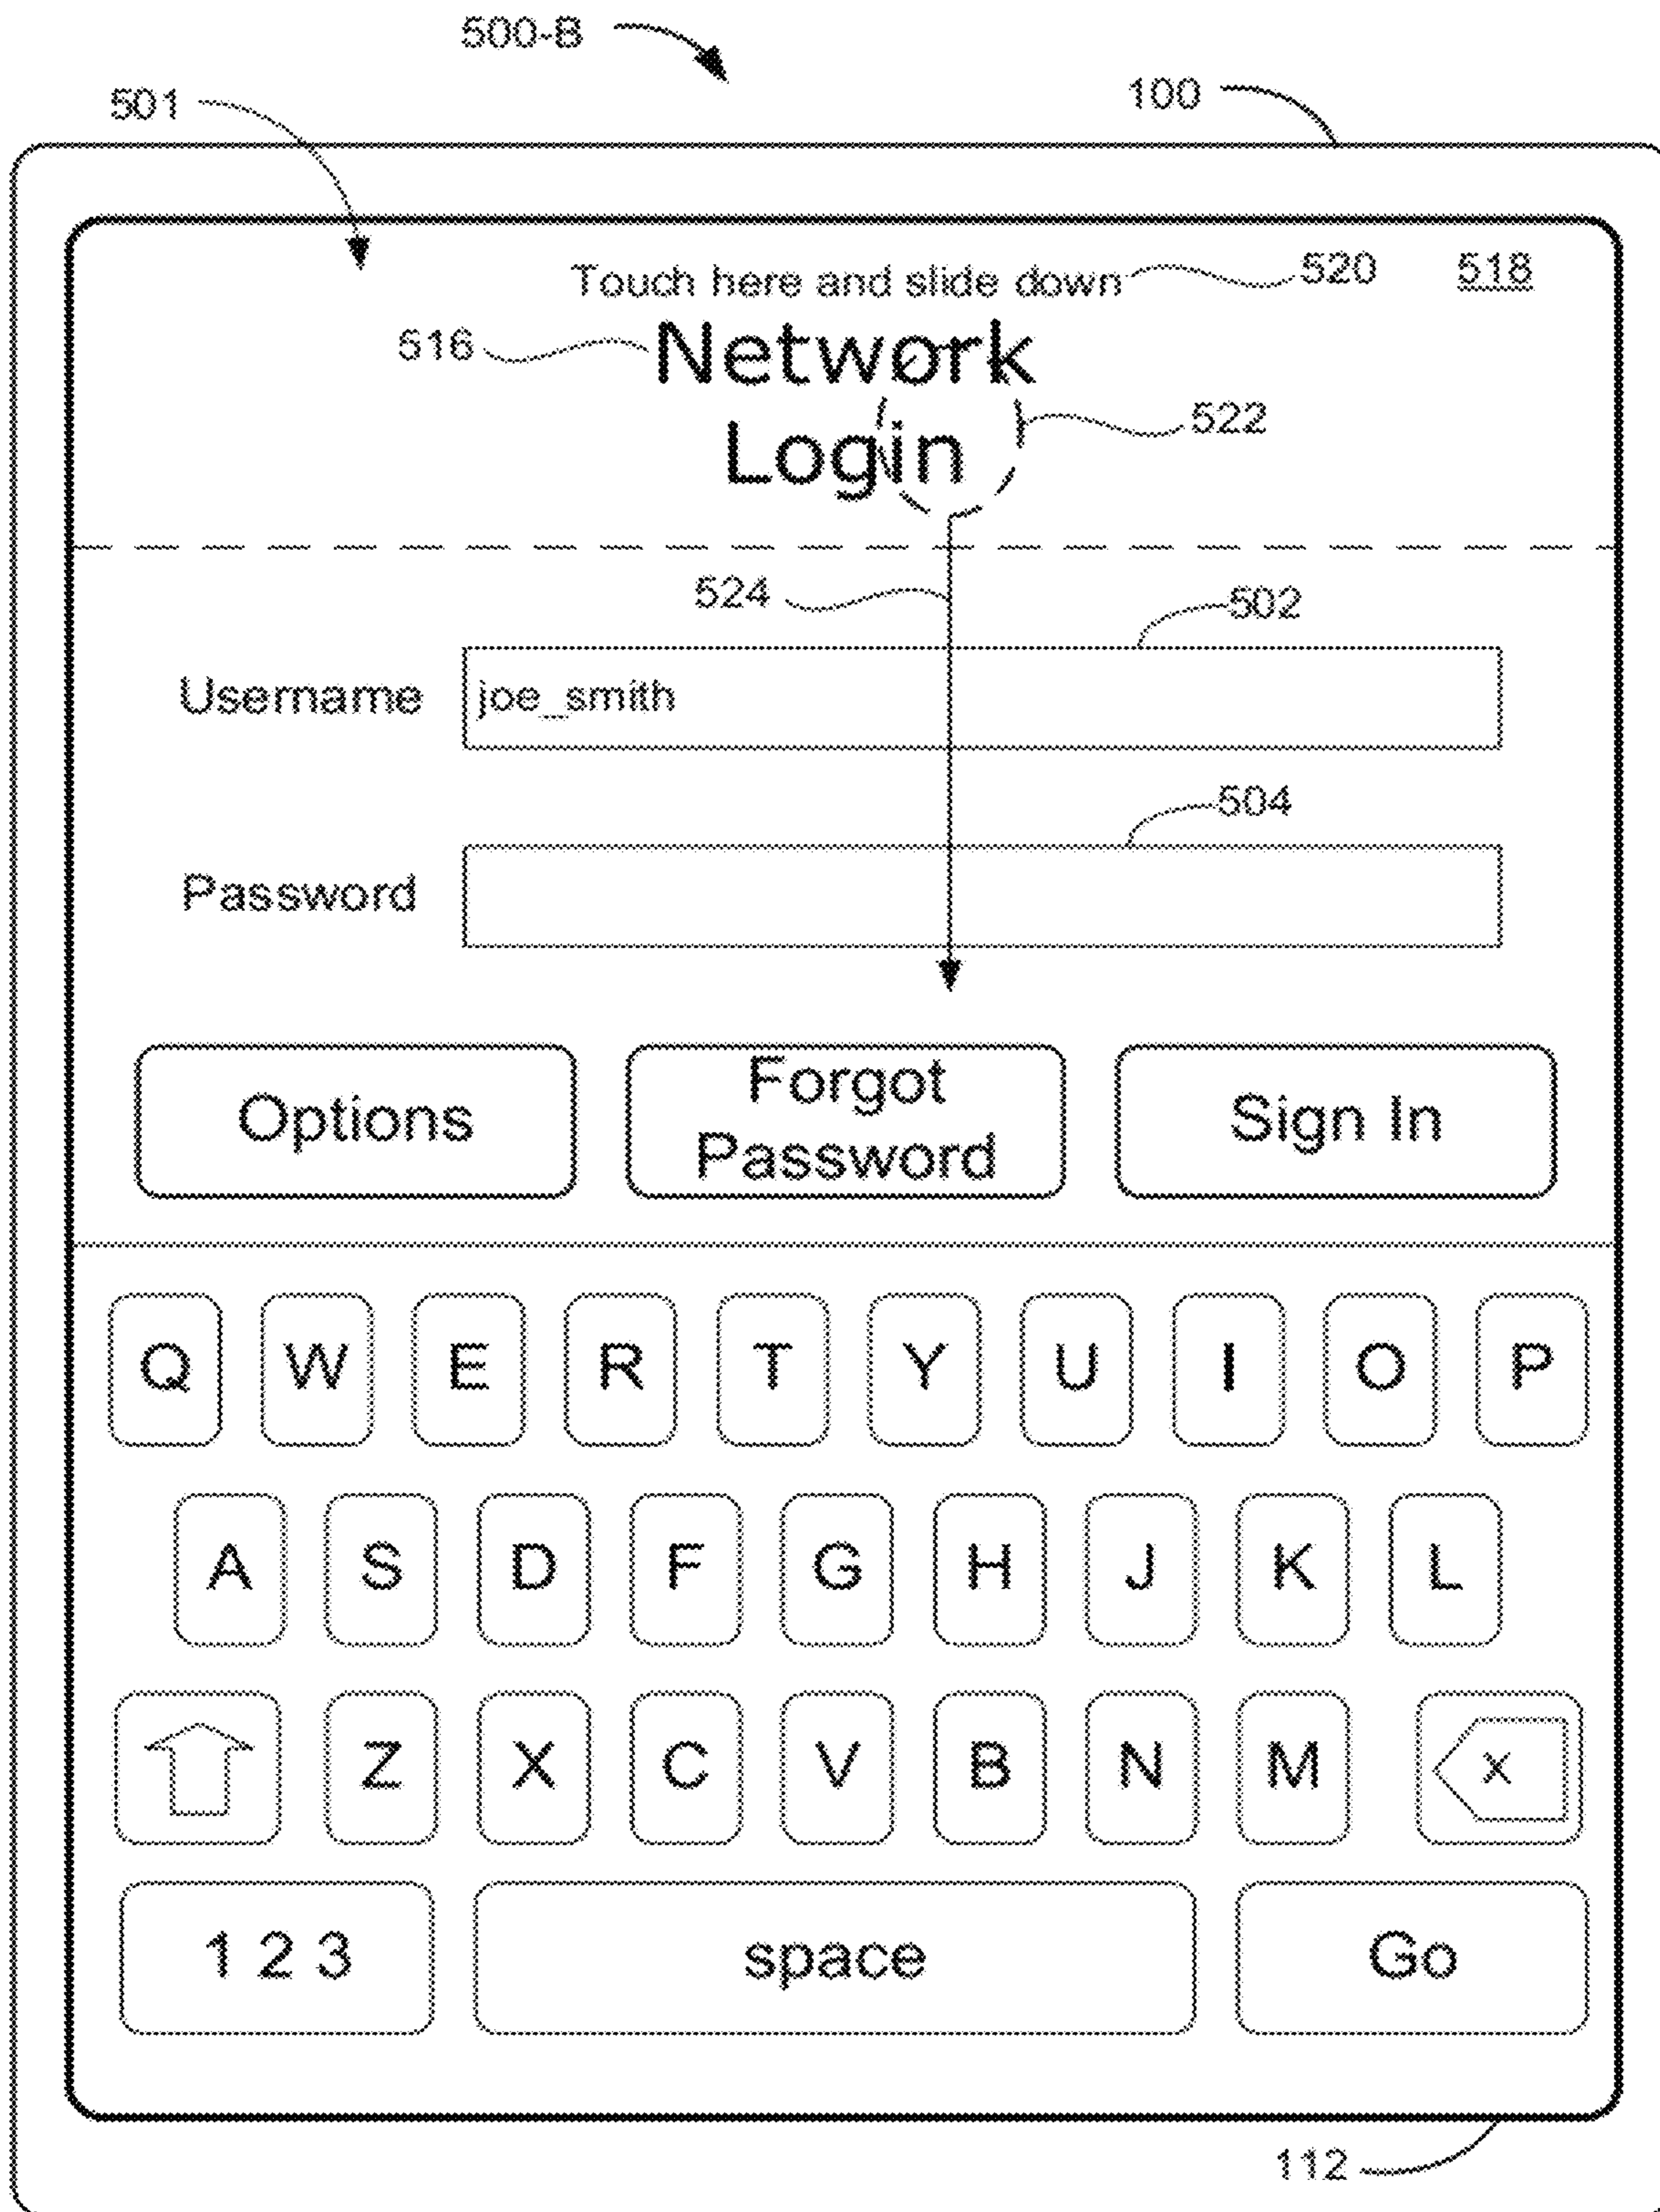 500-B
501
100
Touch here and slide down 520 518
516 Network
Login 522
524 502
Username joe_smith
504
Password
Options Forgot Password Sign In
Q W E R T Y U I O P
A S D F G H J K L
Z X C V B N M X
1 2 3 space Go
112